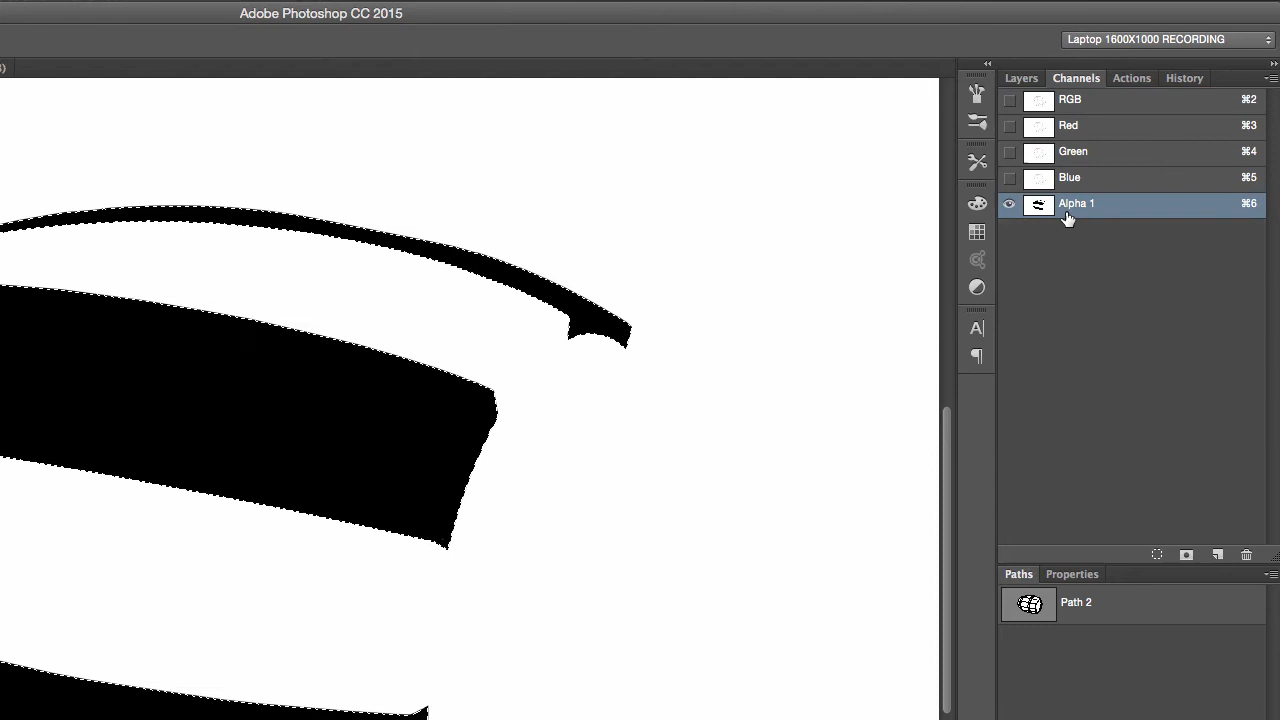 Adobe Photoshop CC 2015
Laptop 1600X1000 RECORDING
Layers Channels Actions History
RGB ⌘2
Red ⌘3
Green ⌘4
Blue ⌘5
Alpha 1 ⌘6
Paths Properties
Path 2